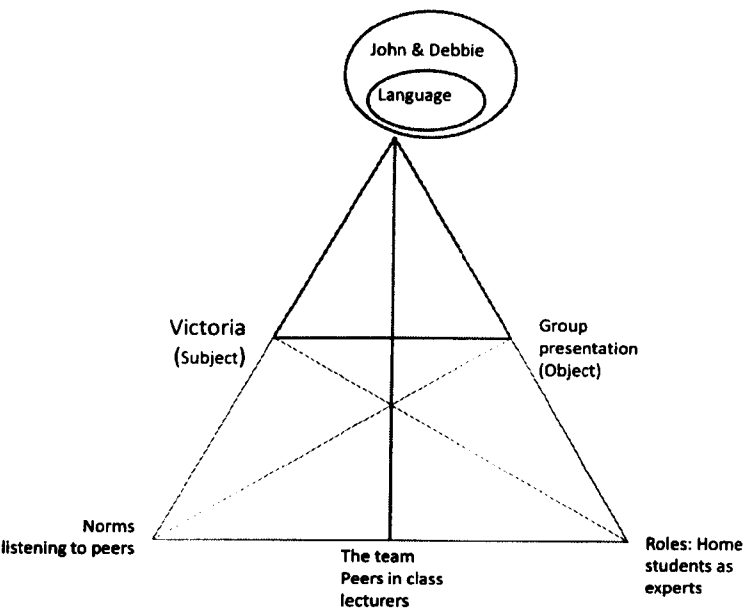 John & Debbie
Language
Victoria
(Subject)
Group
presentation
(Object)
Norms
listening to peers
The team
Peers in class
lecturers
Roles: Home
students as
experts